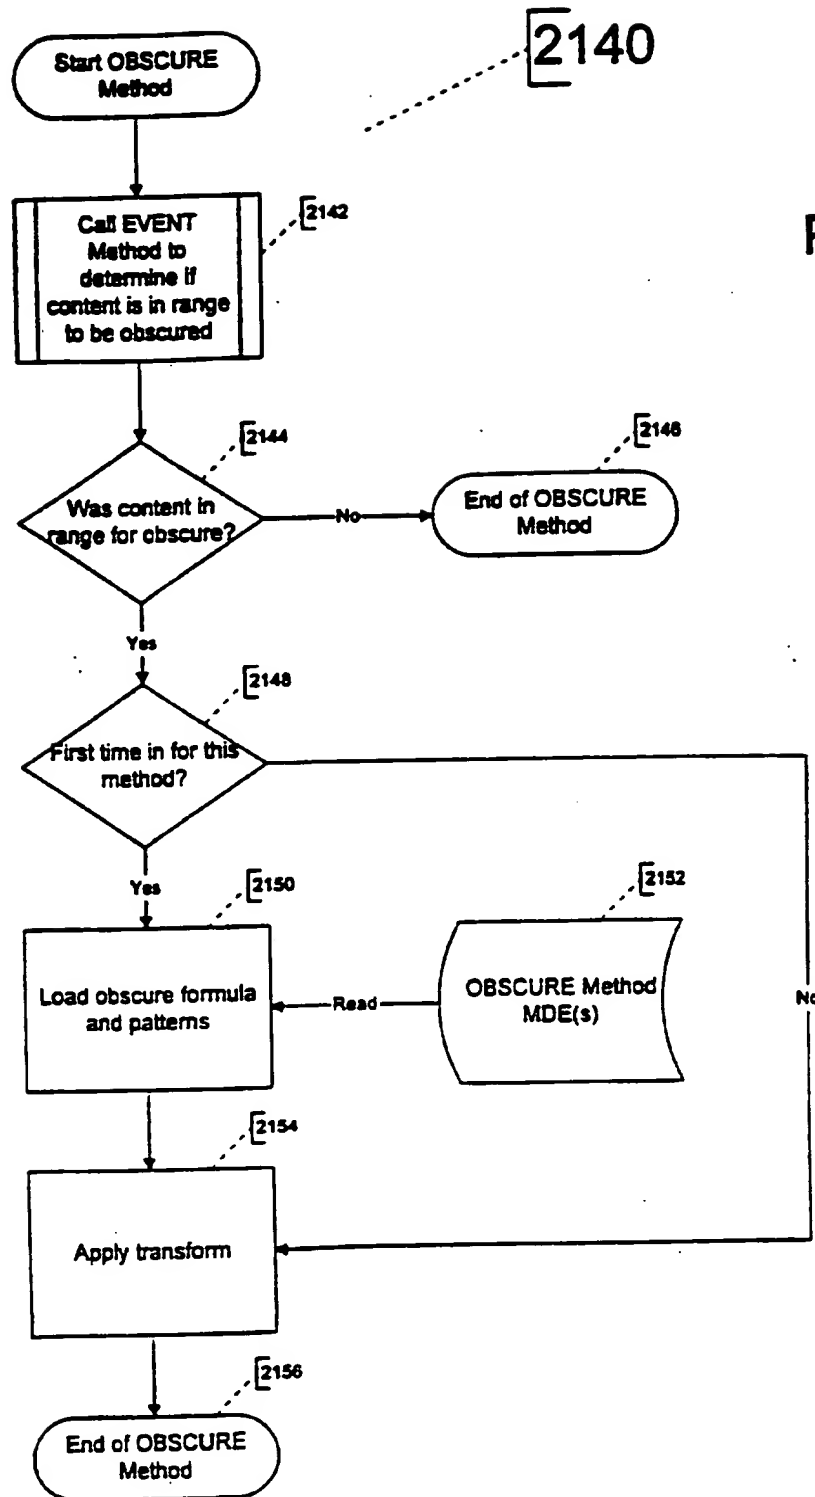 2140
Start OBSCURE
Method
2142
Call EVENT
Method to
determine if
content is in range
to be obscured
2144
2146
Was content in
range for obscure?
No
End of OBSCURE
Method
Yes
2148
First time in for this
method?
Yes
2150
2152
Load obscure formula
and patterns
Read
OBSCURE Method
MDE(s)
No
2154
Apply transform
2156
End of OBSCURE
Method